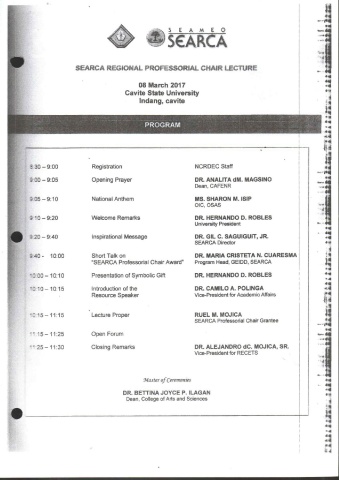 SEAMEO
SEARCA
SEARCA REGIONAL PROFESSORIAL CHAIR LECTURE
08 March 2017
Cavite State University
Indang, cavite
PROGRAM
8:30 – 9:00 Registration NCRDEC Staff
9:00 – 9:05 Opening Prayer DR. ANALITA dM. MAGSINO
Dean, CAFENR
9:05 – 9:10 National Anthem MS. SHARON M. ISIP
OIC, OSAS
9:10 – 9:20 Welcome Remarks DR. HERNANDO D. ROBLES
University President
9:20 – 9:40 Inspirational Message DR. GIL C. SAGUIGUIT, JR.
SEARCA Director
9:40 - 10:00 Short Talk on DR. MARIA CRISTETA N. CUARESMA
"SEARCA Professorial Chair Award" Program Head, GEIDD, SEARCA
10:00 – 10:10 Presentation of Symbolic Gift DR. HERNANDO D. ROBLES
10:10 – 10:15 Introduction of the DR. CAMILO A. POLINGA
Resource Speaker Vice-President for Academic Affairs
10:15 – 11:15 Lecture Proper RUEL M. MOJICA
SEARCA Professorial Chair Grantee
11:15 – 11:25 Open Forum
11:25 – 11:30 Closing Remarks DR. ALEJANDRO dC. MOJICA, SR.
Vice-President for RECETS
Master of Ceremonies
DR. BETTINA JOYCE P. ILAGAN
Dean, College of Arts and Sciences